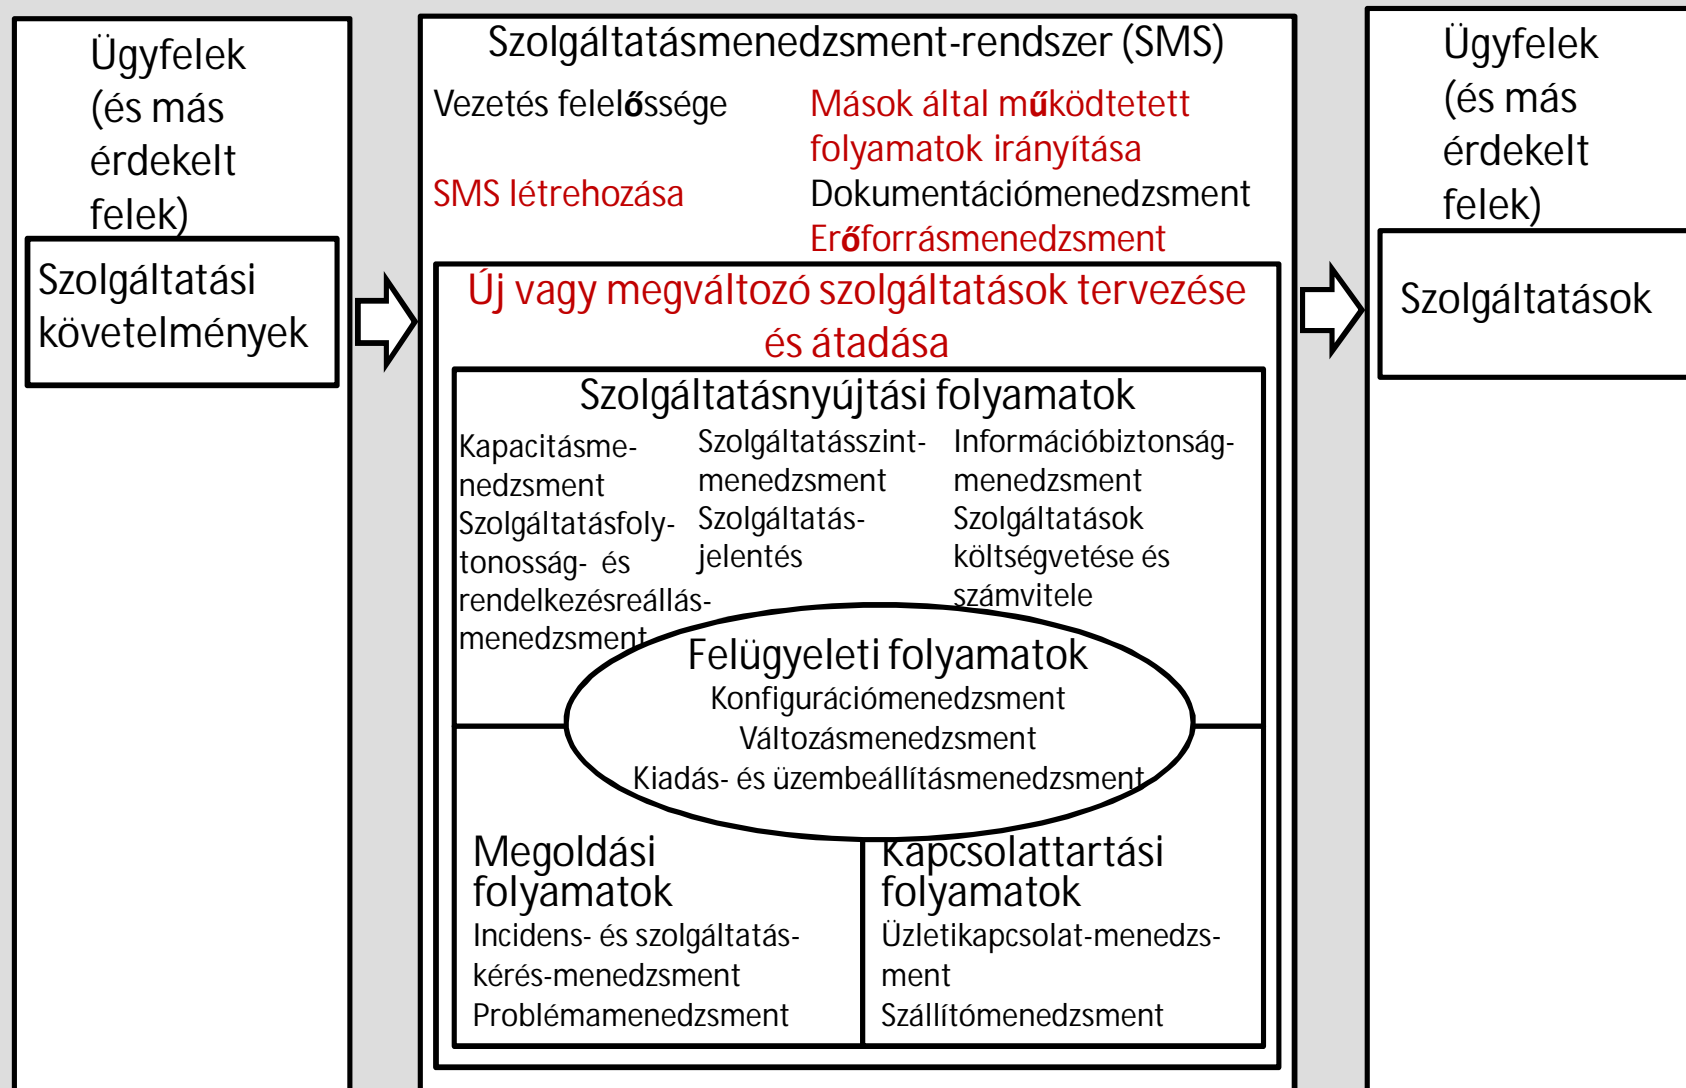 Ügyfelek
(és más
érdekelt
felek)
Szolgáltatási
követelmények
Szolgáltatásmenedzsment-rendszer (SMS)
Vezetés felelőssége
SMS létrehozása
Mások által működtetett
folyamatok irányítása
Dokumentációmenedzsment
Erőforrásmenedzsment
Új vagy megváltozó szolgáltatások tervezése
és átadása
Szolgáltatásnyújtási folyamatok
Kapacitásme-
nedzsment
Szolgáltatásfoly-
tonosság- és
rendelkezésreállás-
menedzsment
Szolgáltatásszint-
menedzsment
Szolgáltatás-
jelentés
Információbiztonság-
menedzsment
Szolgáltatások
költségvetése és
számvitele
Felügyeleti folyamatok
Konfigurációmenedzsment
Változásmenedzsment
Kiadás- és üzembeállításmenedzsment
Megoldási
folyamatok
Incidens- és szolgáltatás-
kérés-menedzsment
Problémamenedzsment
Kapcsolattartási
folyamatok
Üzletikapcsolat-menedzs-
ment
Szállítómenedzsment
Ügyfelek
(és más
érdekelt
felek)
Szolgáltatások